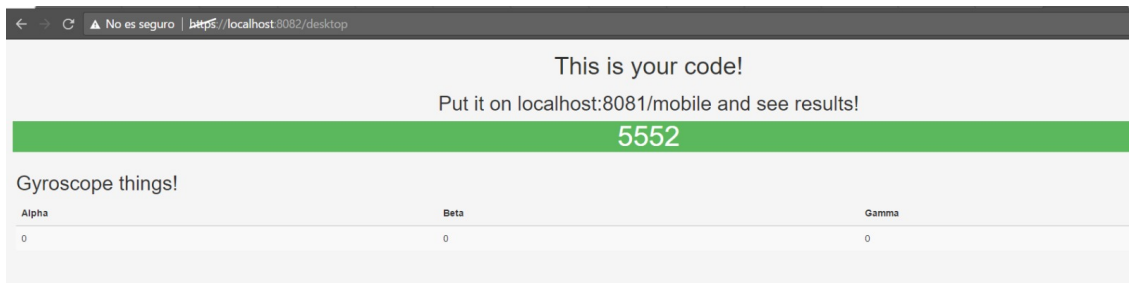 No es seguro | https://localhost:8082/desktop
This is your code!
Put it on localhost:8081/mobile and see results!
5552
Gyroscope things!
Alpha Beta Gamma
0 0 0